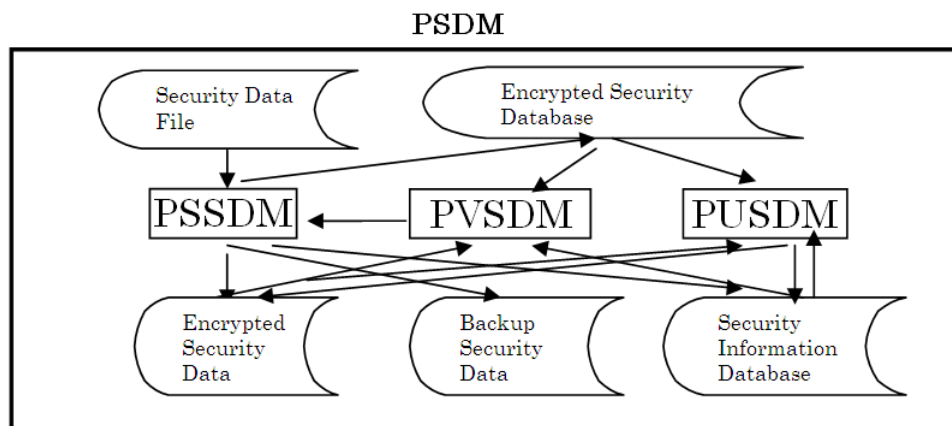 PSDM
Security Data
File
Encrypted Security
Database
PSSDM
PVSDM
PUSDM
Encrypted
Security
Data
Backup
Security
Data
Security
Information
Database